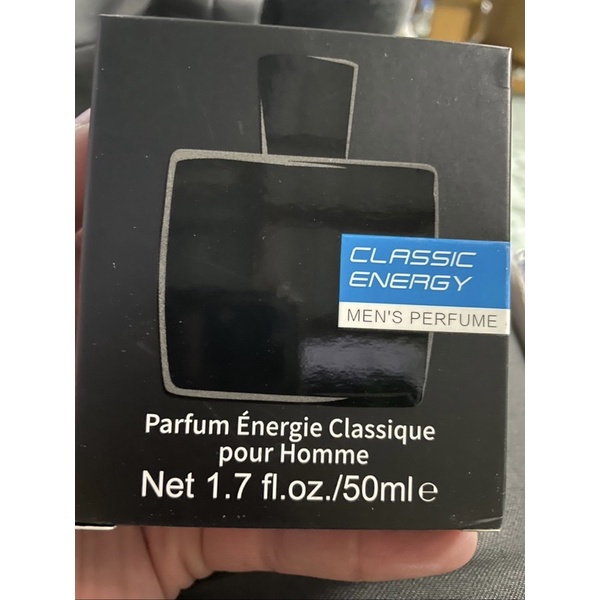 CLASSIC
ENERGY
MEN'S PERFUME
Parfum Énergie Classique
pour Homme
Net 1.7 fl.oz./50ml℮